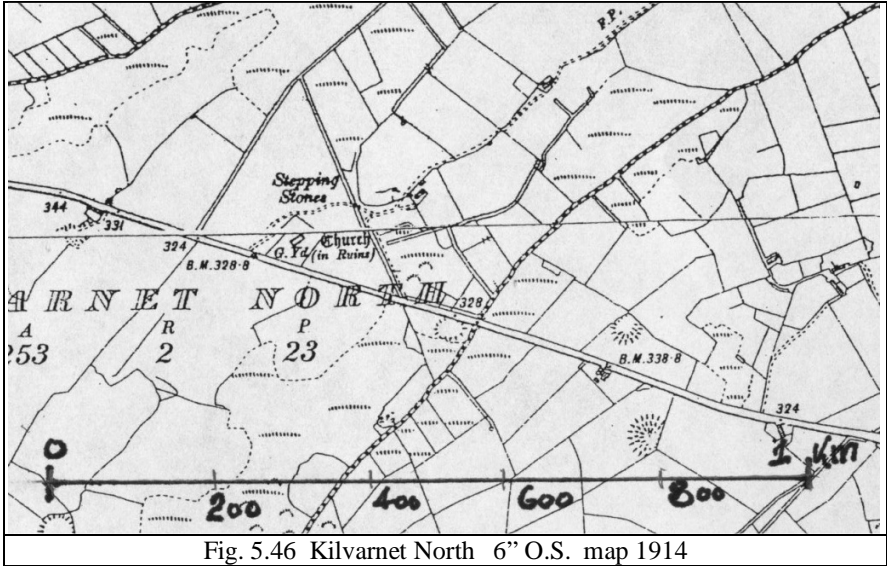 F.P.
Stepping
Stones
344
331
324
Church
G.Yd. (in Ruins)
B.M.328·8
ARNET NORTH
328
A R P
253 2 23
B.M.338·8
324
0 1 km
200 400 600 800
Fig. 5.46 Kilvarnet North 6” O.S. map 1914